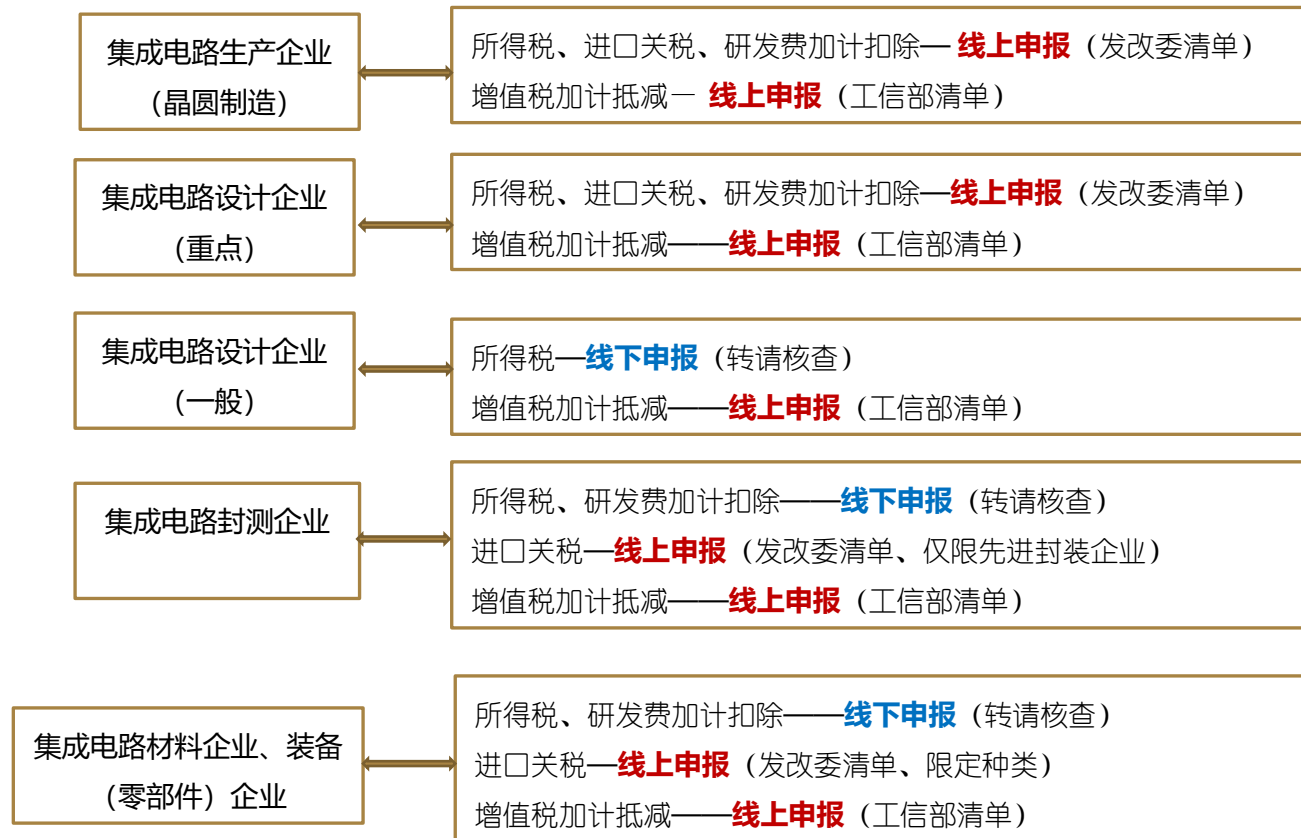 集成电路生产企业
（晶圆制造）
所得税、进口关税、研发费加计扣除— 线上申报（发改委清单）
增值税加计抵减— 线上申报（工信部清单）
集成电路设计企业
（重点）
所得税、进口关税、研发费加计扣除—线上申报（发改委清单）
增值税加计抵减——线上申报（工信部清单）
集成电路设计企业
（一般）
所得税—线下申报（转请核查）
增值税加计抵减——线上申报（工信部清单）
集成电路封测企业
所得税、研发费加计扣除——线下申报（转请核查）
进口关税—线上申报（发改委清单、仅限先进封装企业）
增值税加计抵减——线上申报（工信部清单）
集成电路材料企业、装备
（零部件）企业
所得税、研发费加计扣除——线下申报（转请核查）
进口关税—线上申报（发改委清单、限定种类）
增值税加计抵减——线上申报（工信部清单）